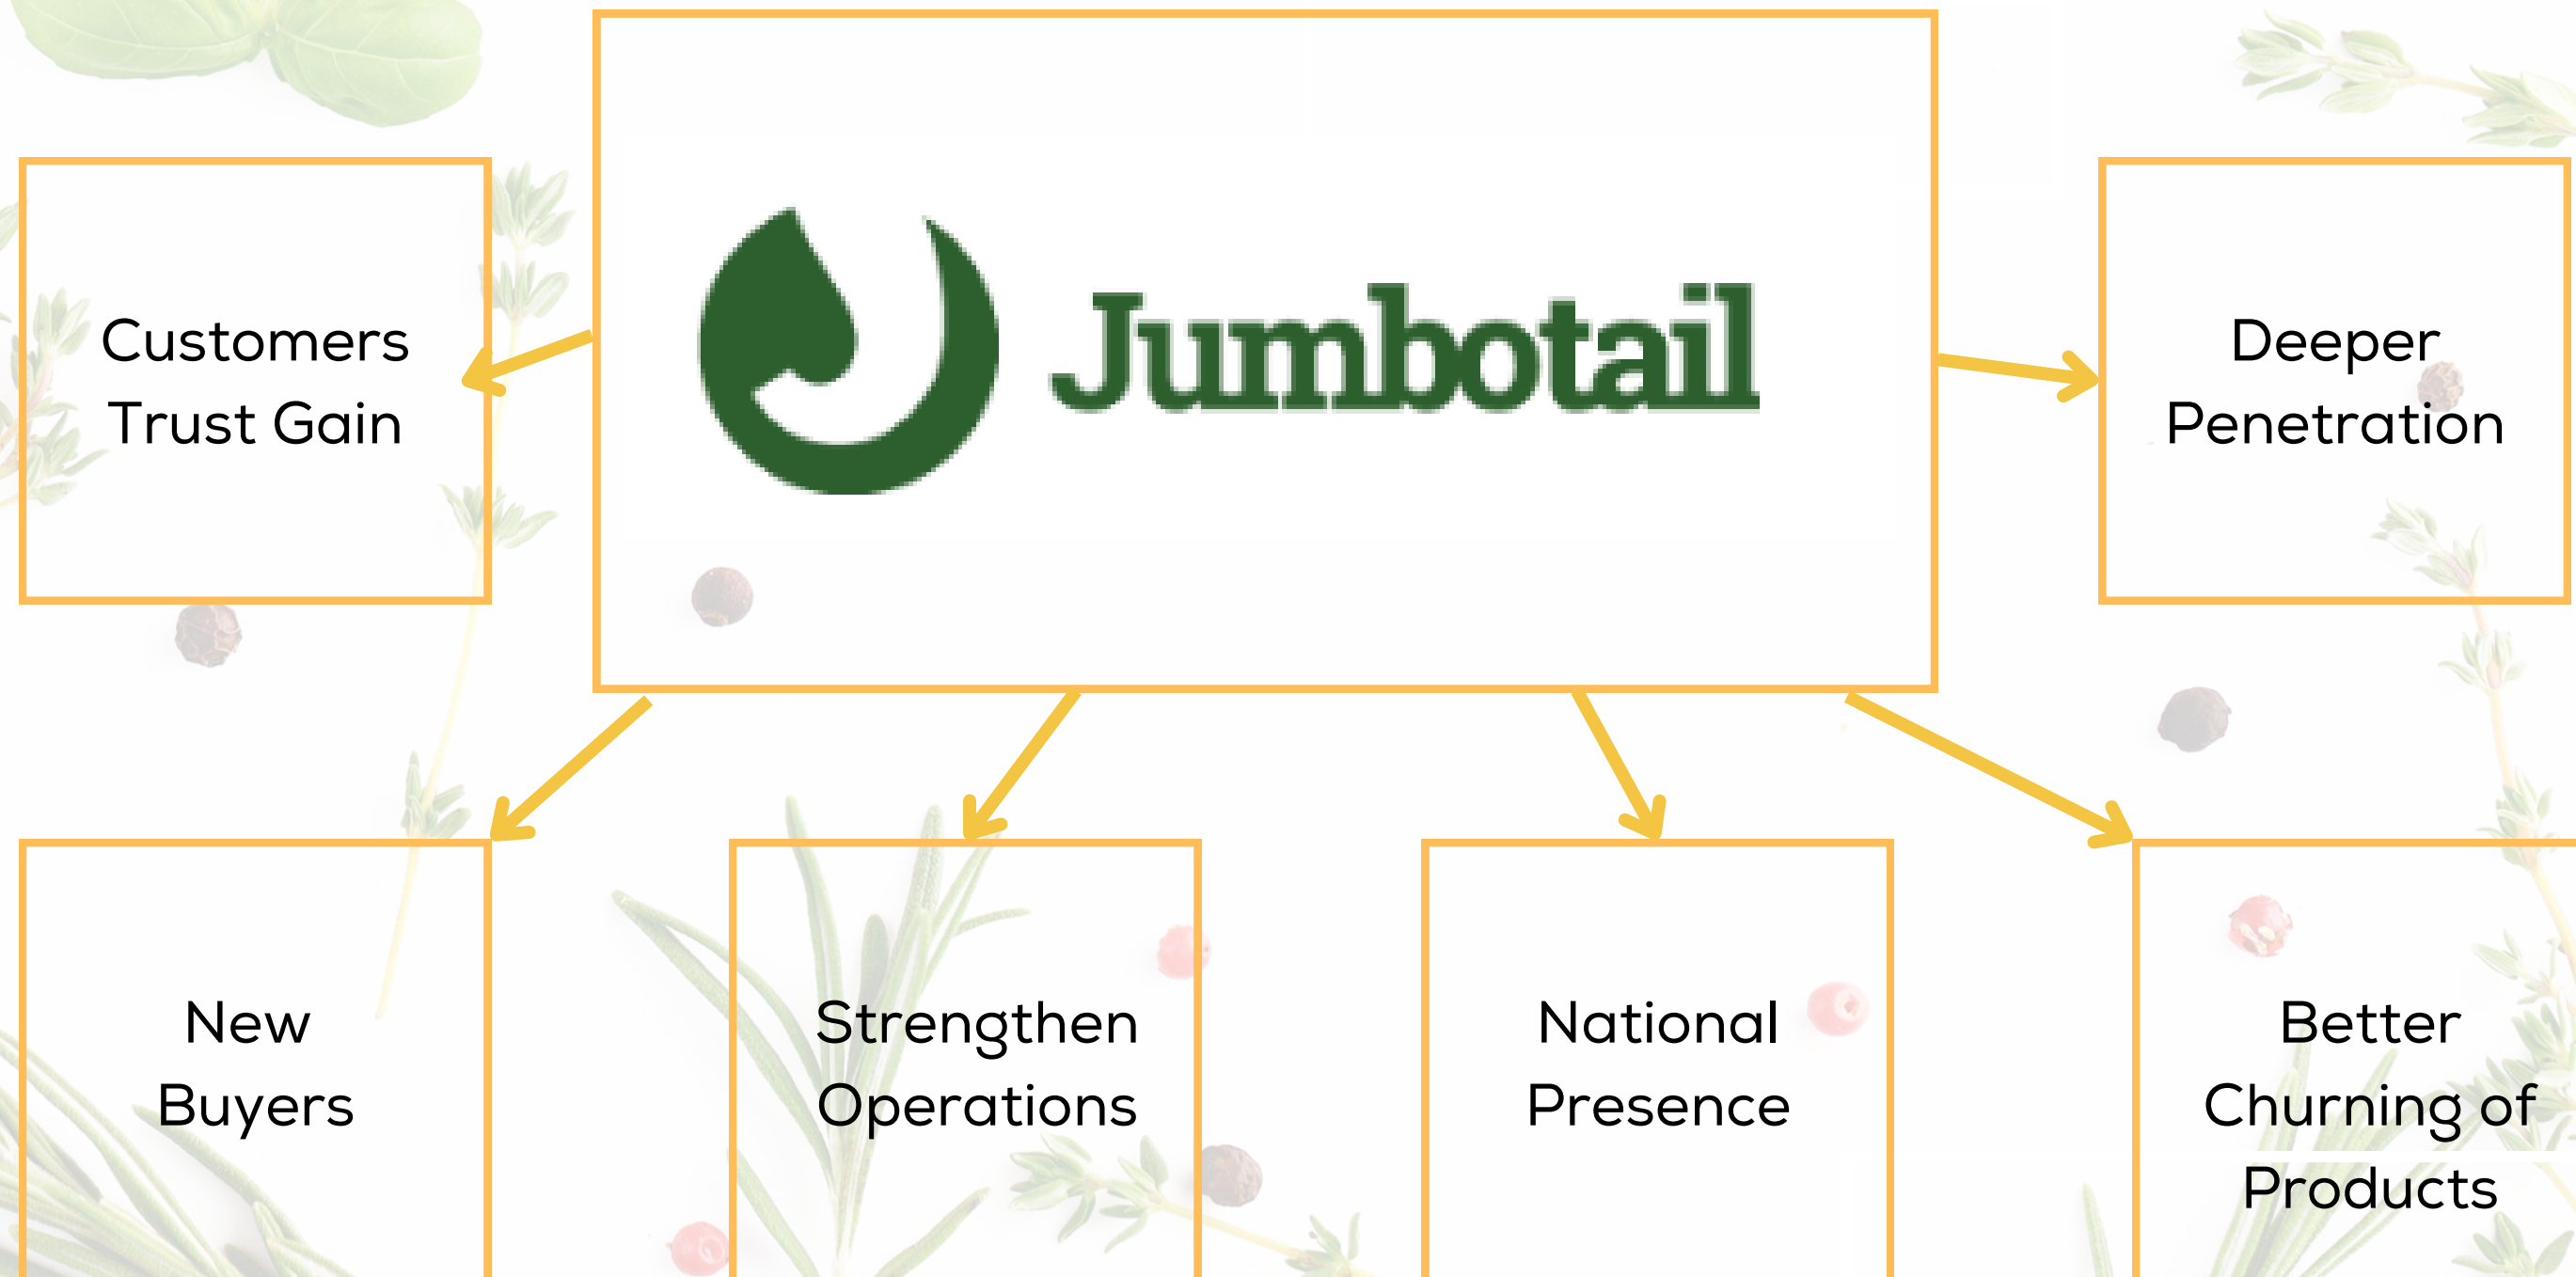 Jumbotail
Customers
Trust Gain
Deeper
Penetration
New
Buyers
Strengthen
Operations
National
Presence
Better
Churning of
Products